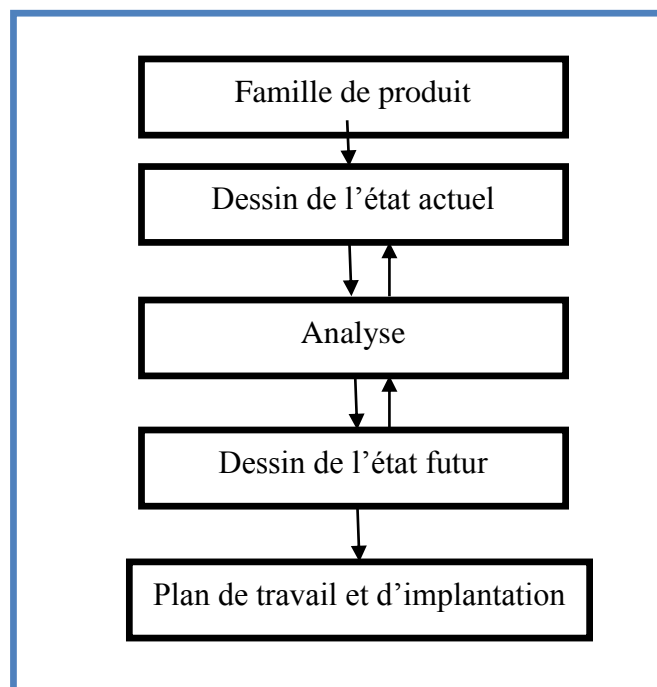 Famille de produit
Dessin de l’état actuel
Analyse
Dessin de l’état futur
Plan de travail et d’implantation